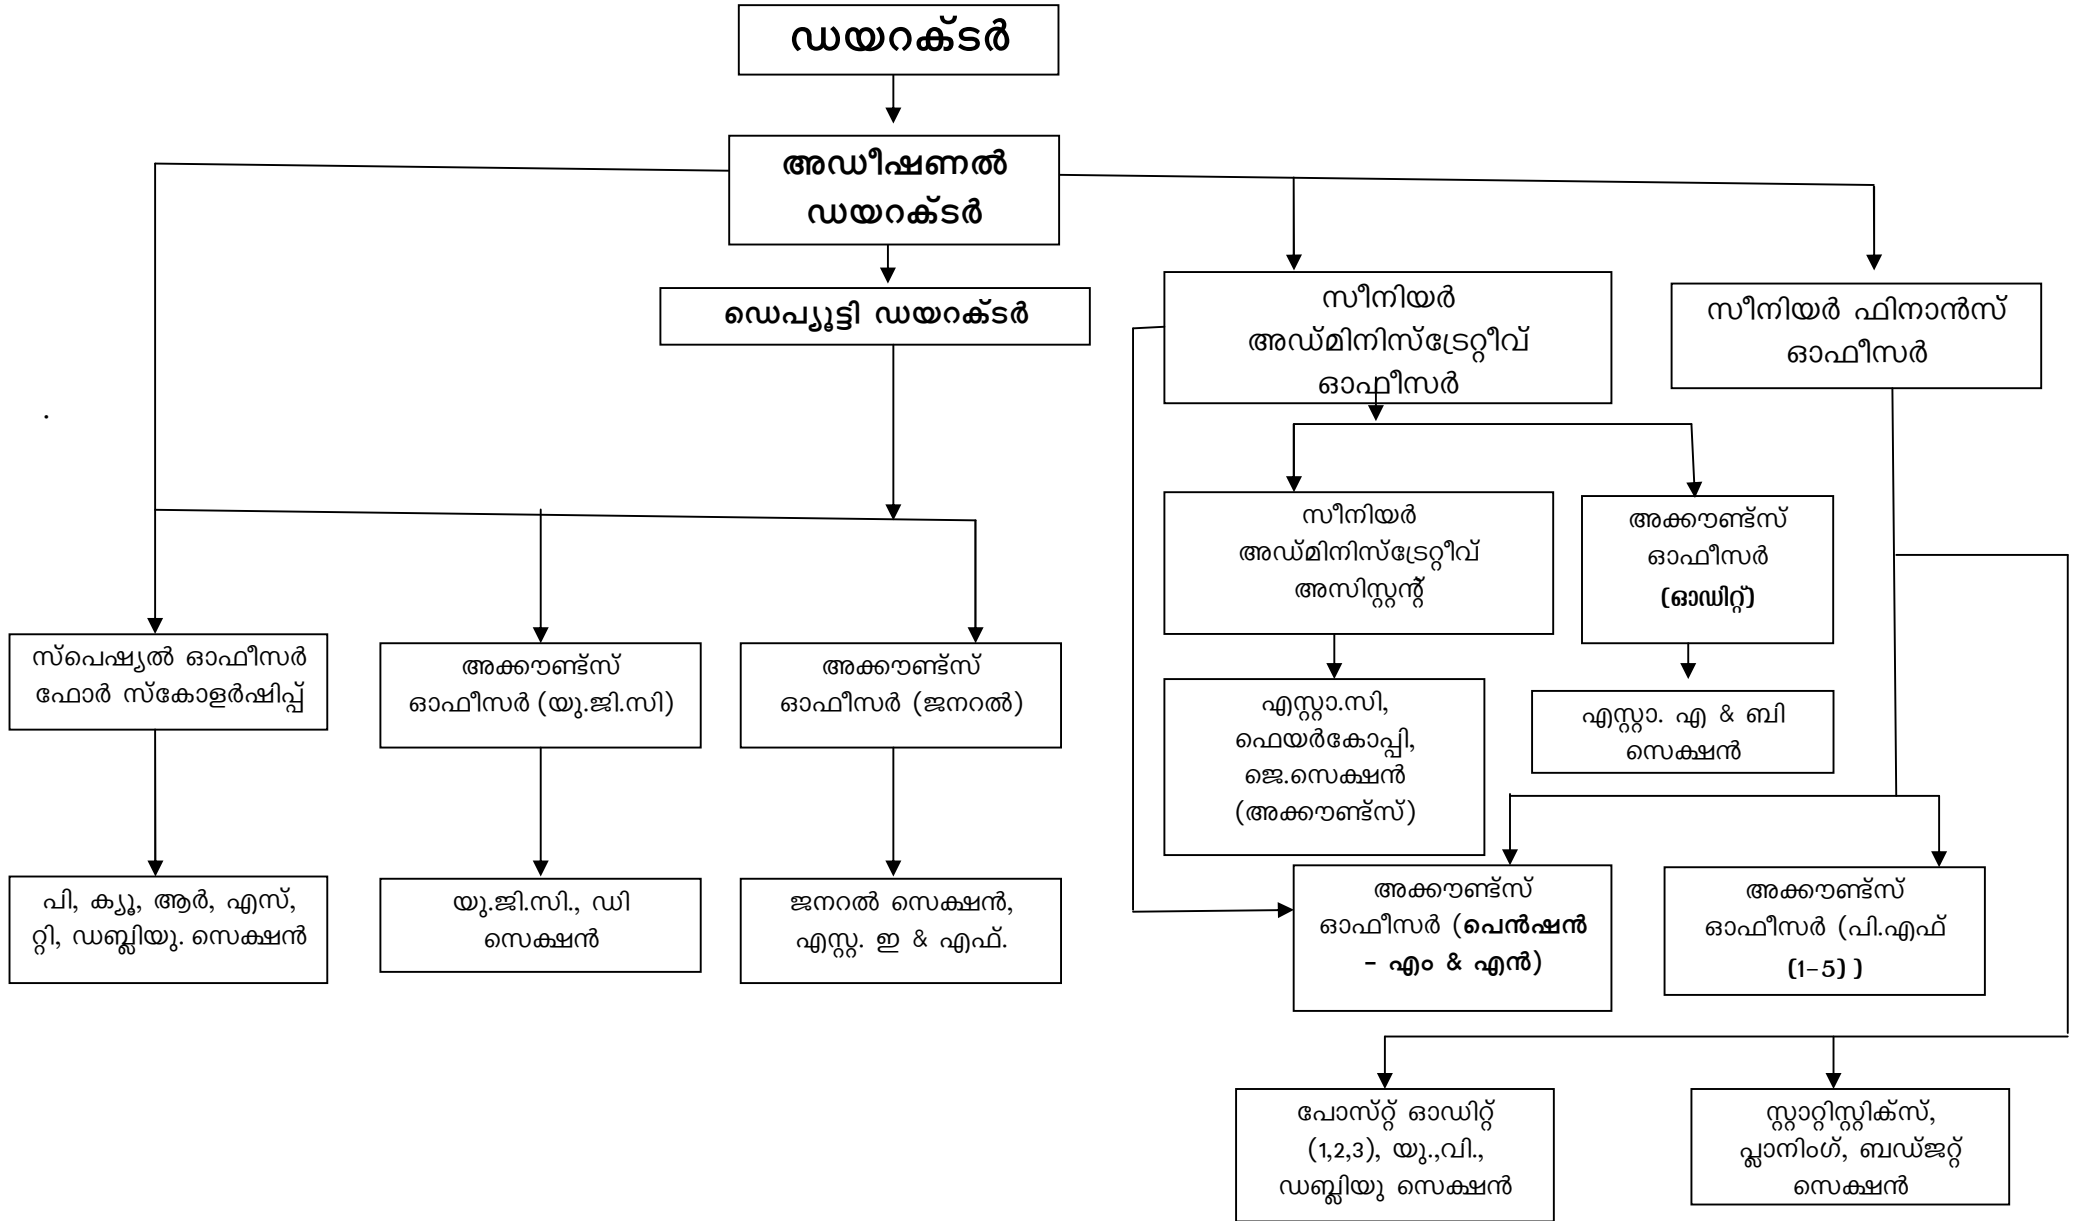 ഡയറക്ടർ
അഡീഷണൽ
ഡയറക്ടർ
ഡെപ്യൂട്ടി ഡയറക്ടർ
സീനിയർ
അഡ്മിനിസ്ട്രേറ്റീവ്
ഓഫീസർ
സീനിയർ ഫിനാൻസ്
ഓഫീസർ
സീനിയർ
അഡ്മിനിസ്ട്രേറ്റീവ്
അസിസ്റ്റന്റ്
അക്കൗണ്ട്സ്
ഓഫീസർ
(ഓഡിറ്റ്)
സ്പെഷ്യൽ ഓഫീസർ
ഫോർ സ്കോളർഷിപ്പ്
അക്കൗണ്ട്സ്
ഓഫീസർ (യു.ജി.സി)
അക്കൗണ്ട്സ്
ഓഫീസർ (ജനറൽ)
എസ്റ്റാ.സി,
ഫെയർകോപ്പി,
ജെ.സെക്ഷൻ
(അക്കൗണ്ട്സ്)
എസ്റ്റാ. എ & ബി
സെക്ഷൻ
പി, ക്യൂ, ആർ, എസ്,
റ്റി, ഡബ്ലിയു. സെക്ഷൻ
യു.ജി.സി., ഡി
സെക്ഷൻ
ജനറൽ സെക്ഷൻ,
എസ്റ്റ. ഇ & എഫ്.
അക്കൗണ്ട്സ്
ഓഫീസർ (പെൻഷൻ
- എം & എൻ)
അക്കൗണ്ട്സ്
ഓഫീസർ (പി.എഫ്
(1-5) )
പോസ്റ്റ് ഓഡിറ്റ്
(1,2,3), യു.,വി.,
ഡബ്ലിയു സെക്ഷൻ
സ്റ്റാറ്റിസ്റ്റിക്സ്,
പ്ലാനിംഗ്, ബഡ്ജറ്റ്
സെക്ഷൻ